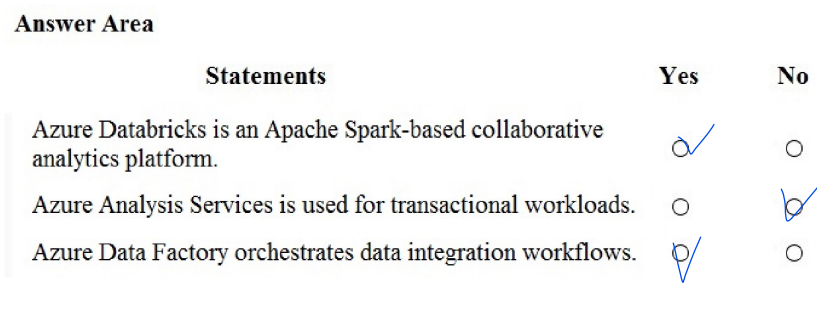 Answer Area
Statements Yes No
Azure Databricks is an Apache Spark-based collaborative
analytics platform.
Azure Analysis Services is used for transactional workloads.
Azure Data Factory orchestrates data integration workflows.